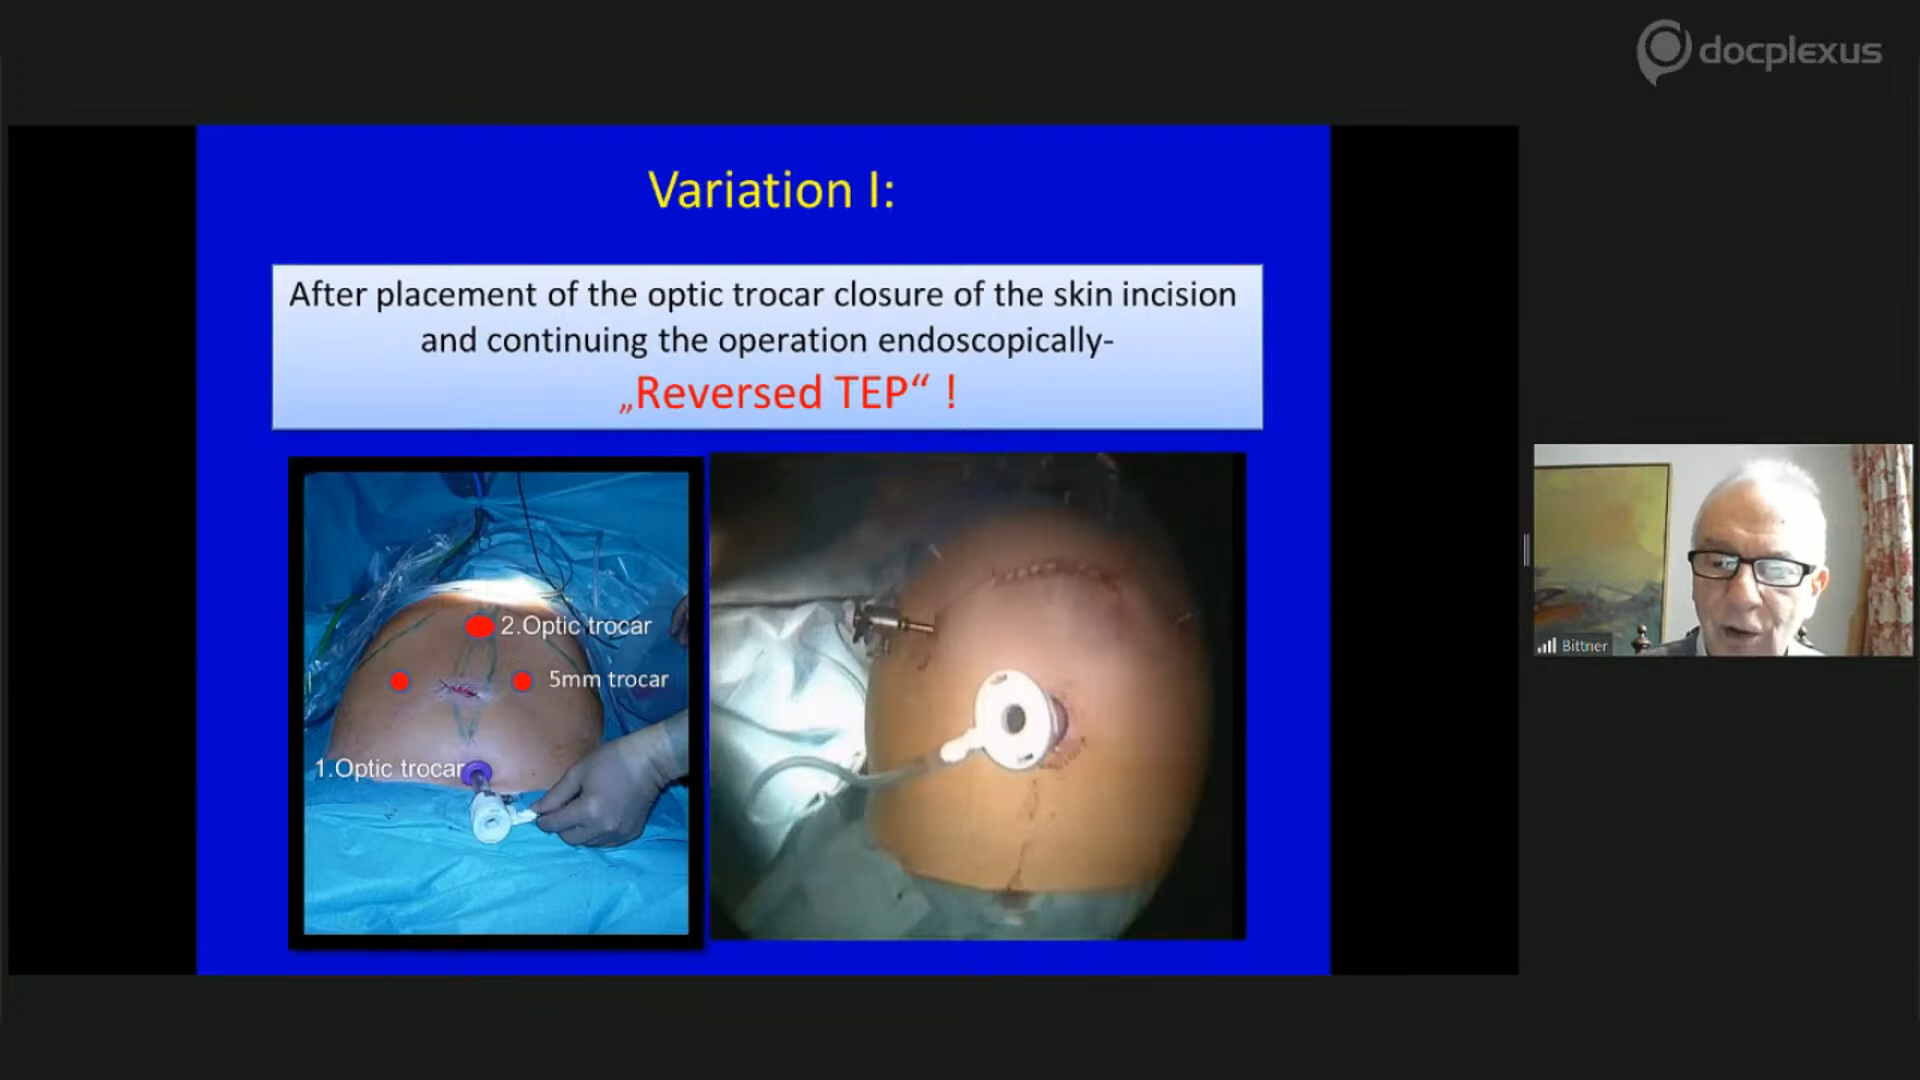 docplexus
Variation I:
After placement of the optic trocar closure of the skin incision
and continuing the operation endoscopically-
„Reversed TEP“ !
2.Optic trocar
5mm trocar
1.Optic trocar
Bittner